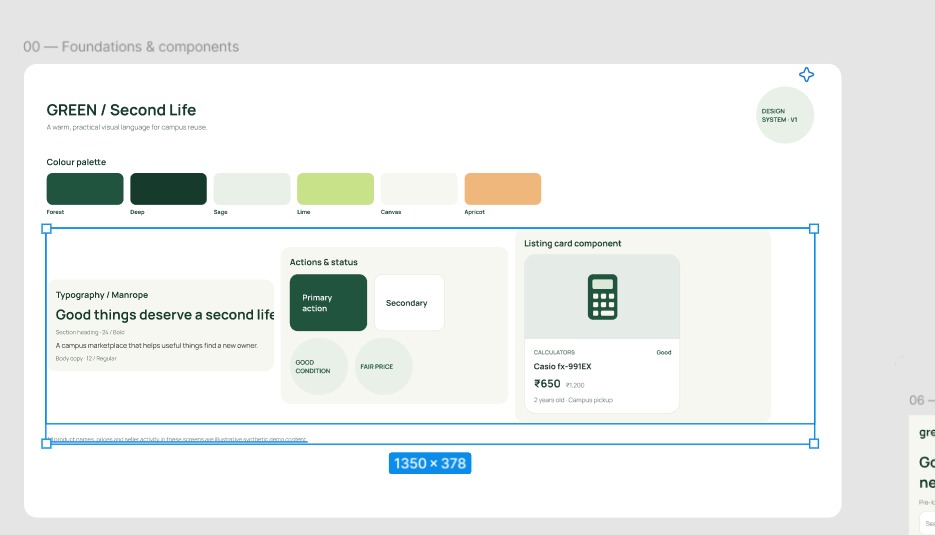 00 — Foundations & components
GREEN / Second Life
A warm, practical visual language for campus reuse.
DESIGN
SYSTEM · V1
Colour palette
Forest
Deep
Sage
Lime
Canvas
Apricot
Typography / Manrope
Good things deserve a second life
Section heading · 24 / Bold
A campus marketplace that helps useful things find a new owner.
Body copy · 12 / Regular
Actions & status
Primary
action
Secondary
GOOD
CONDITION
FAIR PRICE
Listing card component
CALCULATORS
Good
Casio fx-991EX
₹650 ₹1,200
2 years old · Campus pickup
product names, prices and seller activity in these screens are illustrative synthetic demo content.
1350 × 378
06 —
gre
Go
ne
Pre-l
Sea